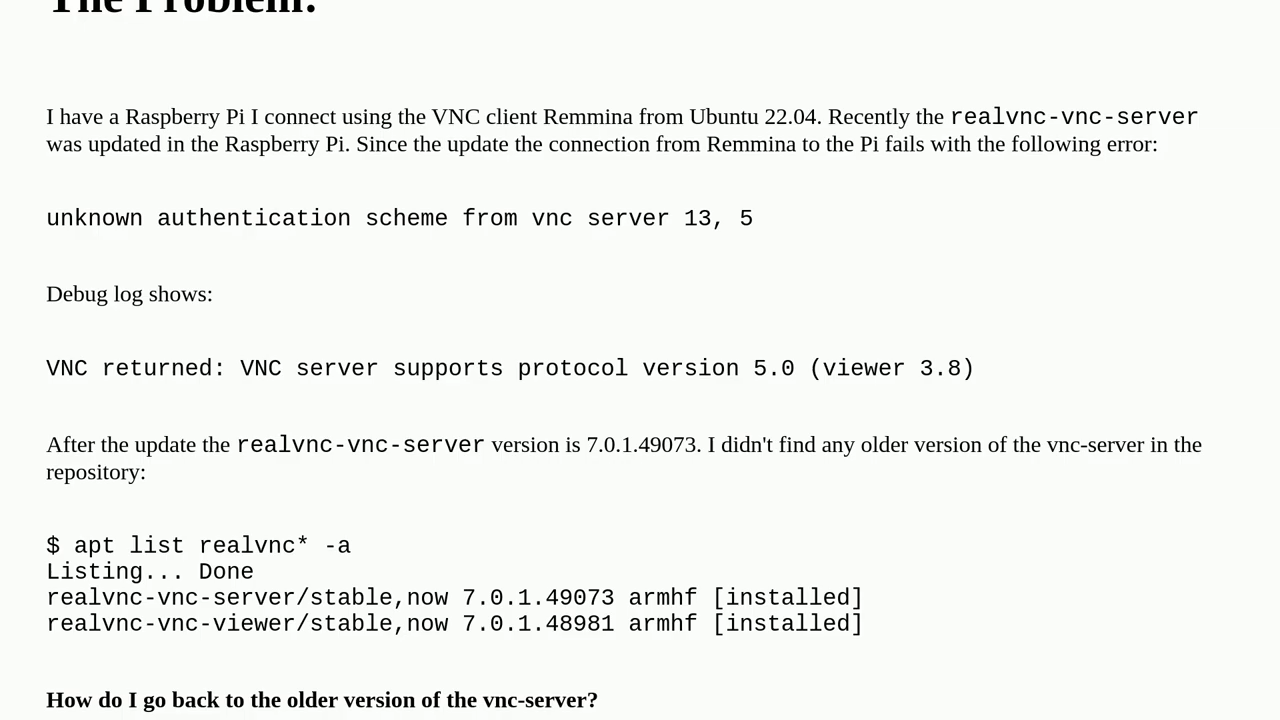 The Problem:
I have a Raspberry Pi I connect using the VNC client Remmina from Ubuntu 22.04. Recently the realvnc-vnc-server
was updated in the Raspberry Pi. Since the update the connection from Remmina to the Pi fails with the following error:
unknown authentication scheme from vnc server 13, 5
Debug log shows:
VNC returned: VNC server supports protocol version 5.0 (viewer 3.8)
After the update the realvnc-vnc-server version is 7.0.1.49073. I didn't find any older version of the vnc-server in the
repository:
$ apt list realvnc* -a
Listing... Done
realvnc-vnc-server/stable,now 7.0.1.49073 armhf [installed]
realvnc-vnc-viewer/stable,now 7.0.1.48981 armhf [installed]
How do I go back to the older version of the vnc-server?